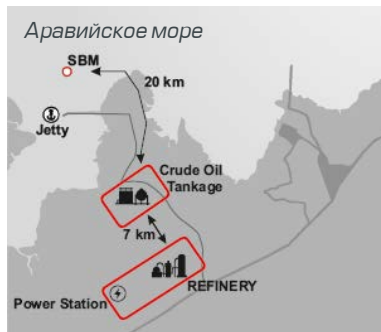 Аравийское море
SBM
20 km
Jetty
Crude Oil
Tankage
7 km
REFINERY
Power Station